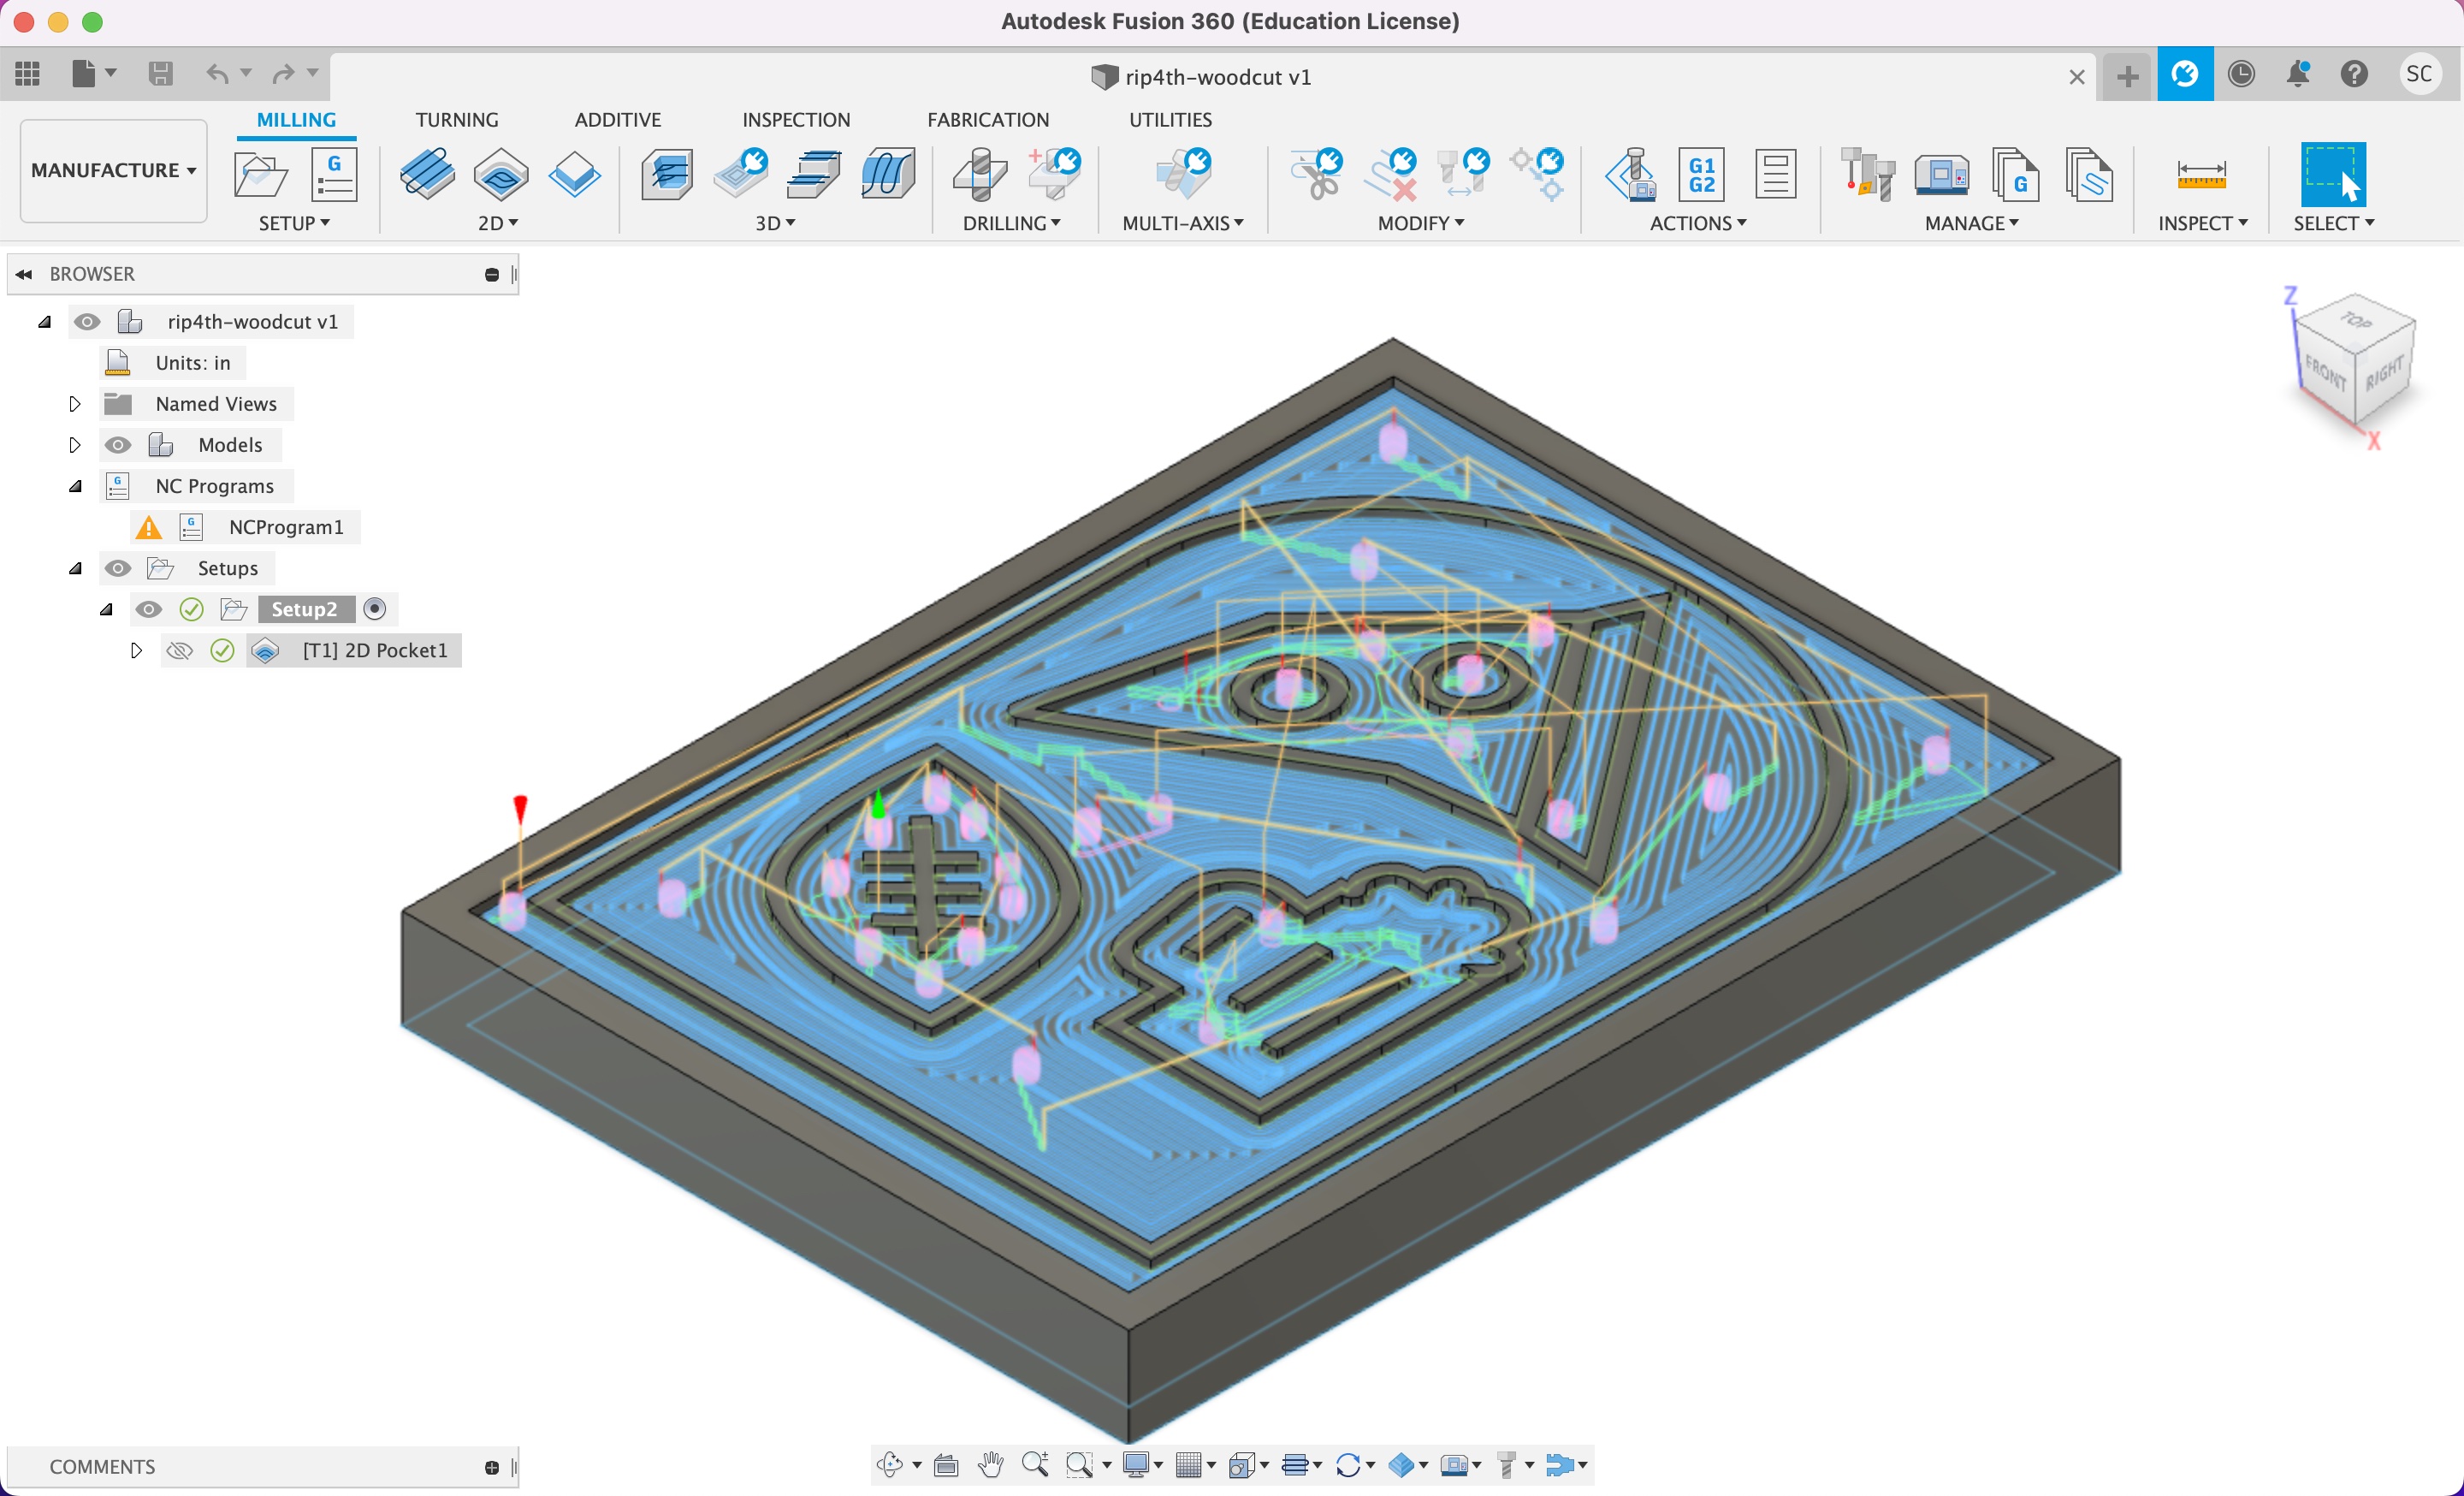 Autodesk Fusion 360 (Education License)
rip4th-woodcut v1
SC
MANUFACTURE
MILLING
TURNING
ADDITIVE
INSPECTION
FABRICATION
UTILITIES
G
G1
G2
G
SETUP
2D
3D
DRILLING
MULTI-AXIS
MODIFY
ACTIONS
MANAGE
INSPECT
SELECT
BROWSER
rip4th-woodcut v1
Units: in
Named Views
Models
G
NC Programs
G
NCProgram1
Setups
Setup2
[T1] 2D Pocket1
Z
TOP
FRONT
RIGHT
X
COMMENTS